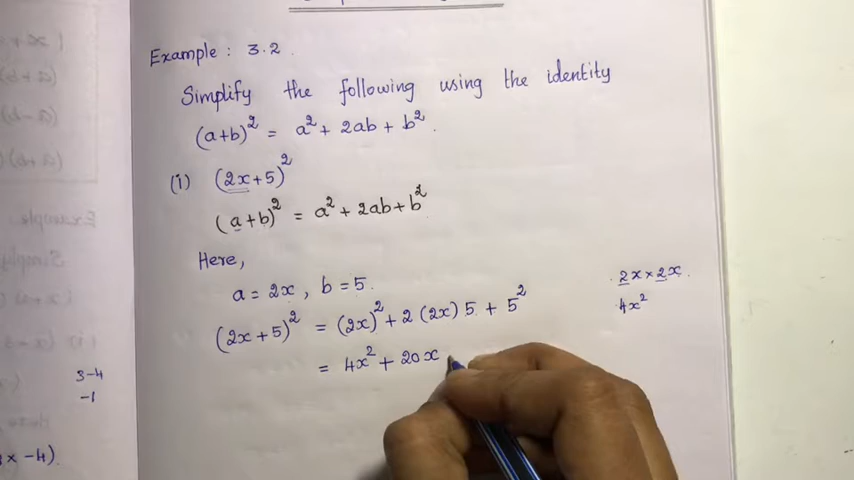 Example : 3.2
Simplify the following using the identity
(a+b)² = a² + 2ab + b².
(i) (2x+5)²
(a+b)² = a² + 2ab + b²
Here,
a = 2x, b = 5.
(2x+5)² = (2x)² + 2(2x)5 + 5²
= 4x² + 20x
2x × 2x.
4x²
3-4
-1
x -4).